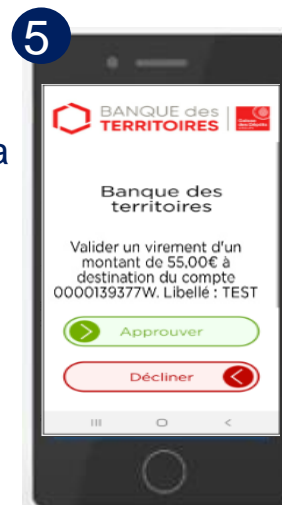 5
a
BANQUE des
TERRITOIRES
Banque des
territoires
Valider un virement d'un
montant de 55,00€ à
destination du compte
0000139377W. Libellé : TEST
Approuver
Décliner